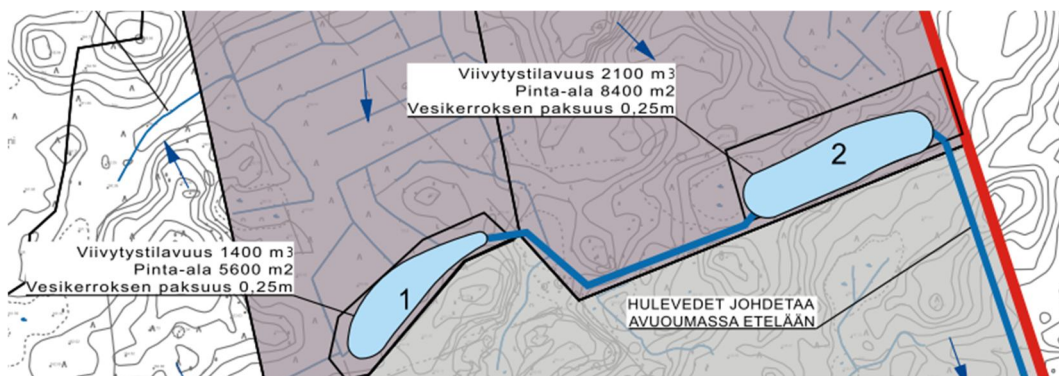 Viivytystilavuus 2100 m3
Pinta-ala 8400 m2
Vesikerroksen paksuus 0,25m
2
Viivytystilavuus 1400 m3
Pinta-ala 5600 m2
Vesikerroksen paksuus 0,25m
1
HULEVEDET JOHDETAA
AVUOUMASSA ETELÄÄN